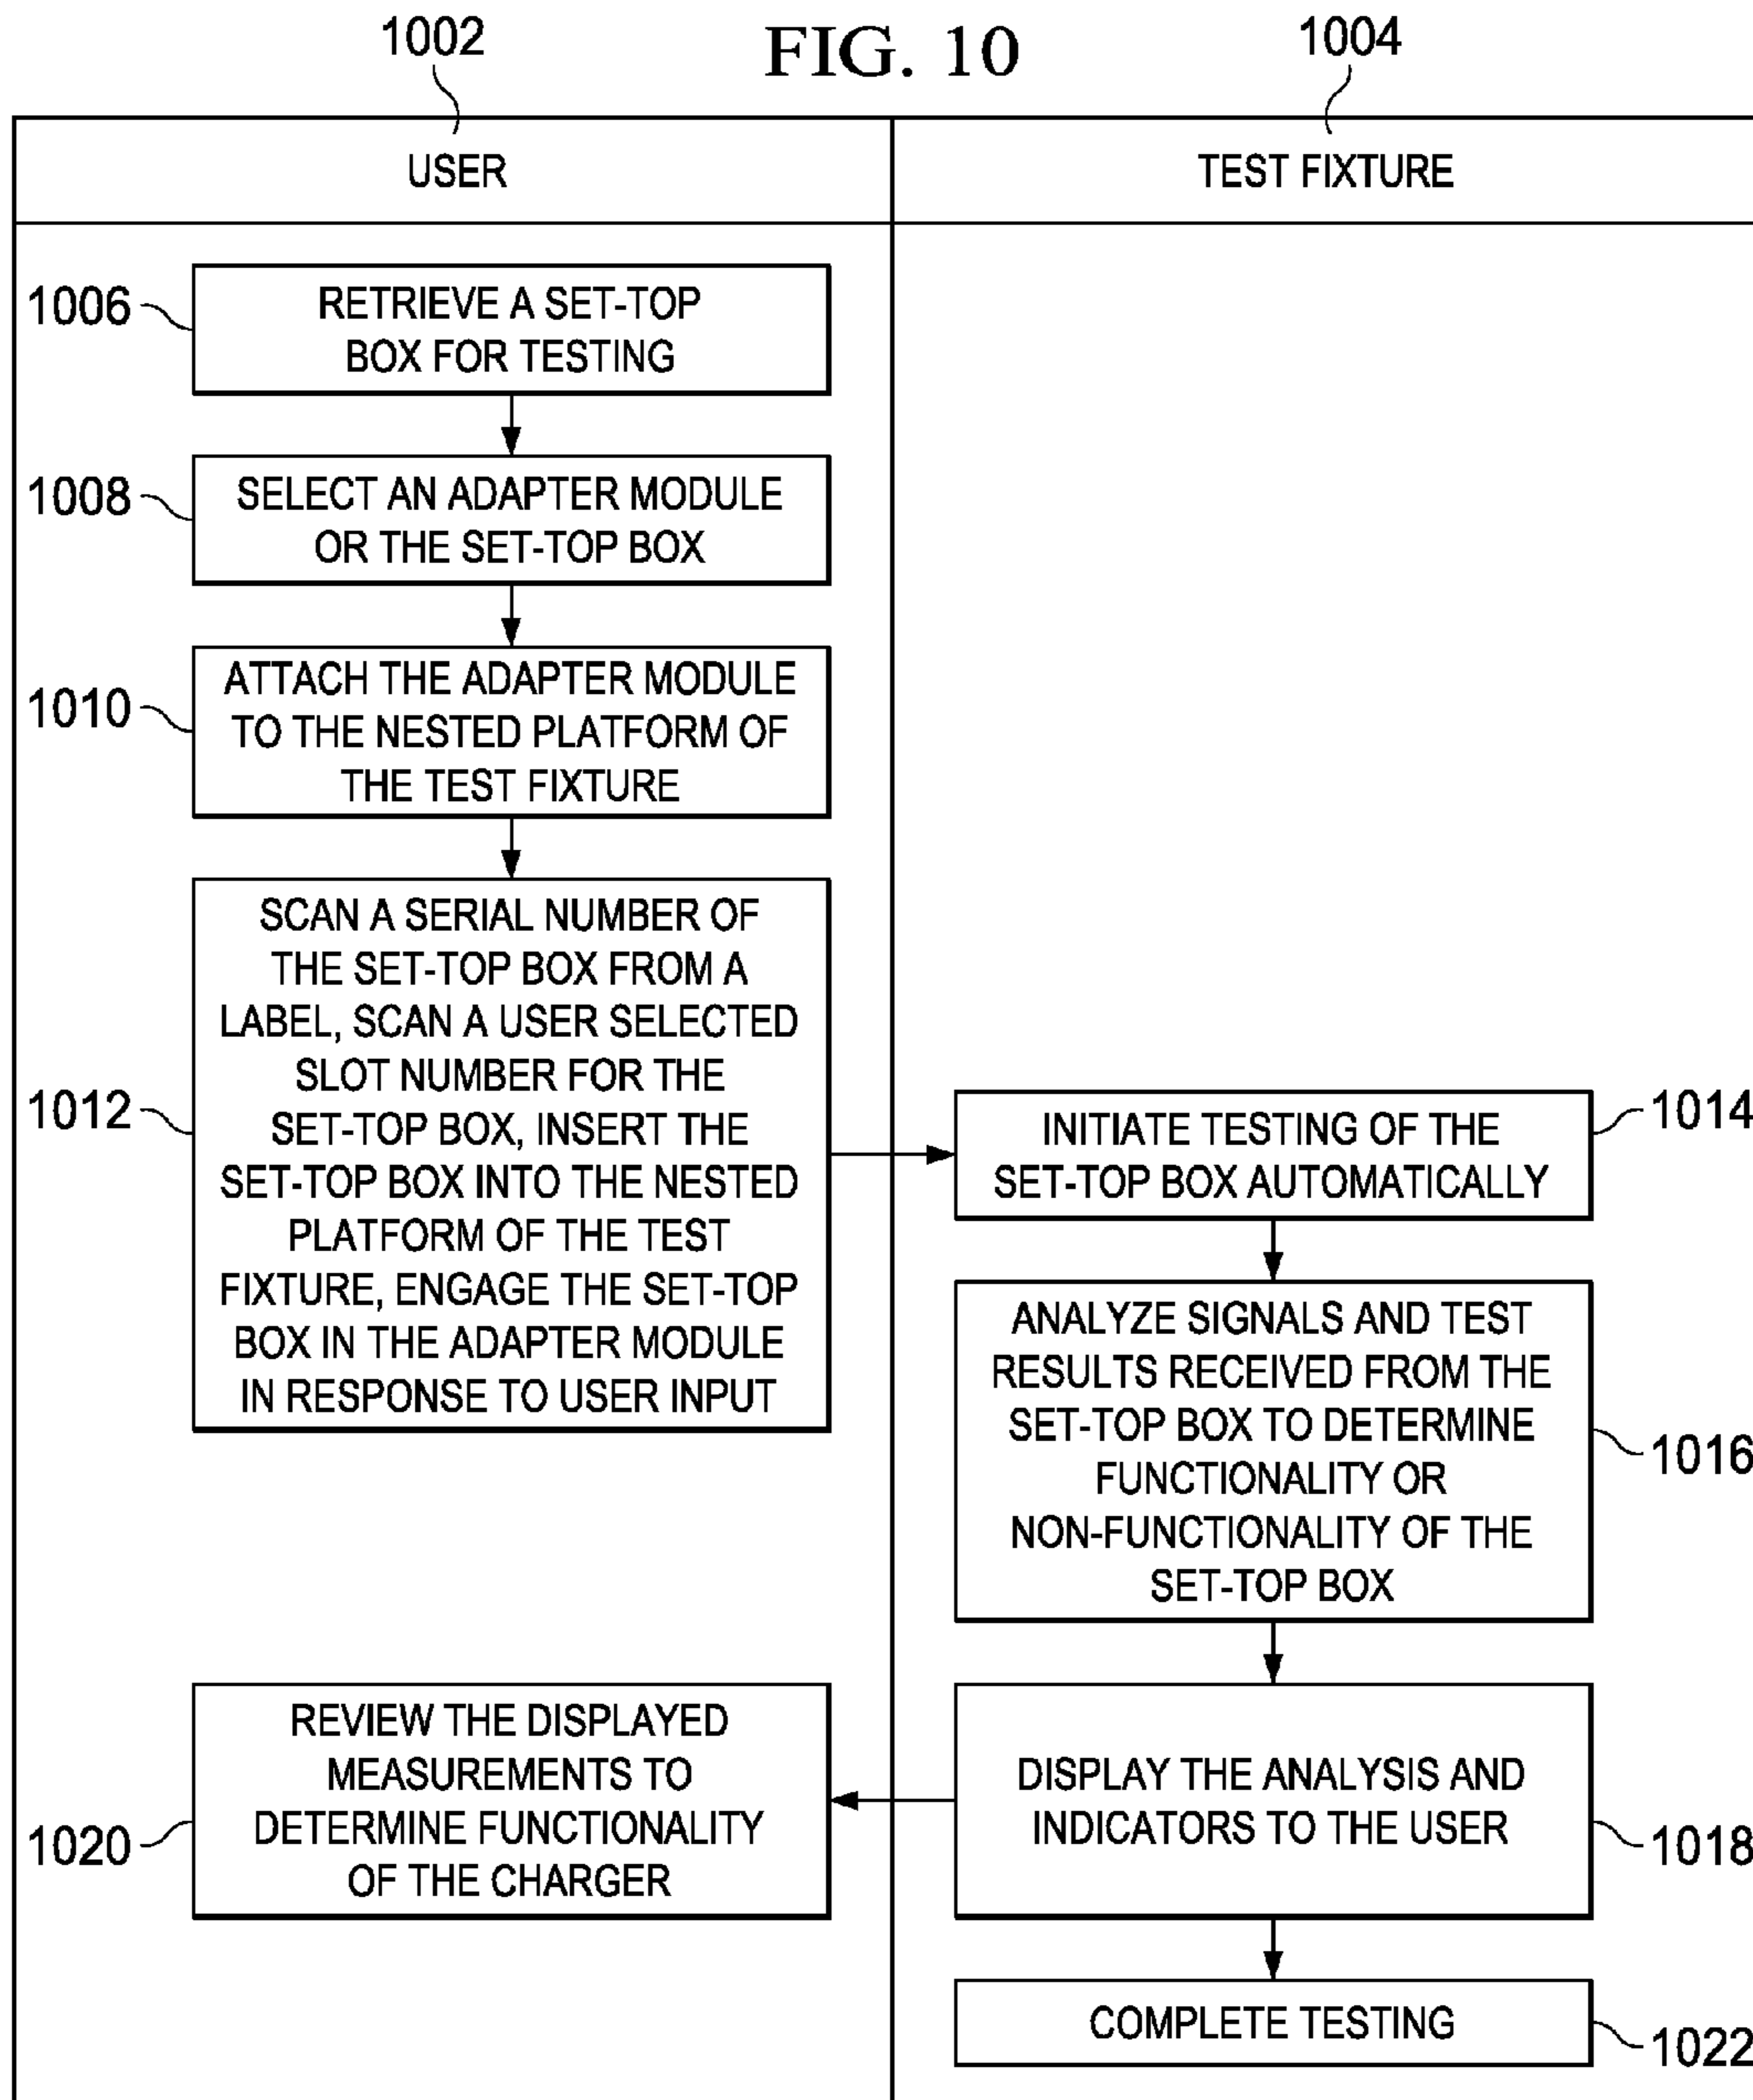 FIG. 10
1002
1004
USER
TEST FIXTURE
1006
RETRIEVE A SET-TOP
BOX FOR TESTING
1008
SELECT AN ADAPTER MODULE
OR THE SET-TOP BOX
1010
ATTACH THE ADAPTER MODULE
TO THE NESTED PLATFORM OF
THE TEST FIXTURE
1012
SCAN A SERIAL NUMBER OF
THE SET-TOP BOX FROM A
LABEL, SCAN A USER SELECTED
SLOT NUMBER FOR THE
SET-TOP BOX, INSERT THE
SET-TOP BOX INTO THE NESTED
PLATFORM OF THE TEST
FIXTURE, ENGAGE THE SET-TOP
BOX IN THE ADAPTER MODULE
IN RESPONSE TO USER INPUT
INITIATE TESTING OF THE
SET-TOP BOX AUTOMATICALLY
1014
ANALYZE SIGNALS AND TEST
RESULTS RECEIVED FROM THE
SET-TOP BOX TO DETERMINE
FUNCTIONALITY OR
NON-FUNCTIONALITY OF THE
SET-TOP BOX
1016
DISPLAY THE ANALYSIS AND
INDICATORS TO THE USER
1018
1020
REVIEW THE DISPLAYED
MEASUREMENTS TO
DETERMINE FUNCTIONALITY
OF THE CHARGER
COMPLETE TESTING
1022